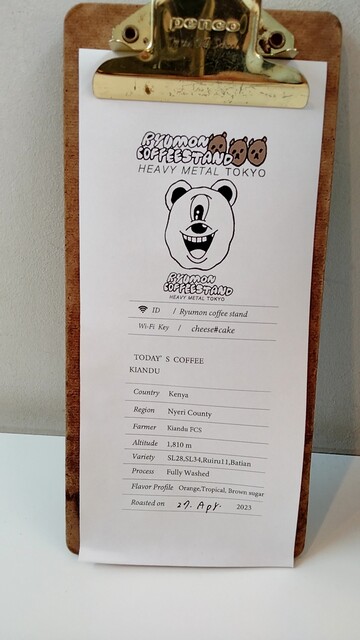 penco
RYUMON
COFFEESTAND
HEAVY METAL TOKYO
RYUMON
COFFEESTAND
HEAVY METAL TOKYO
ID / Ryumon coffee stand
Wi-Fi Key / cheese#cake
TODAY'S COFFEE
KIANDU
Country Kenya
Region Nyeri County
Farmer Kiandu FCS
Altitude 1,810 m
Variety SL28,SL34,Ruiru11,Batian
Process Fully Washed
Flavor Profile Orange,Tropical, Brown sugar
Roasted on 27. Apr. 2023